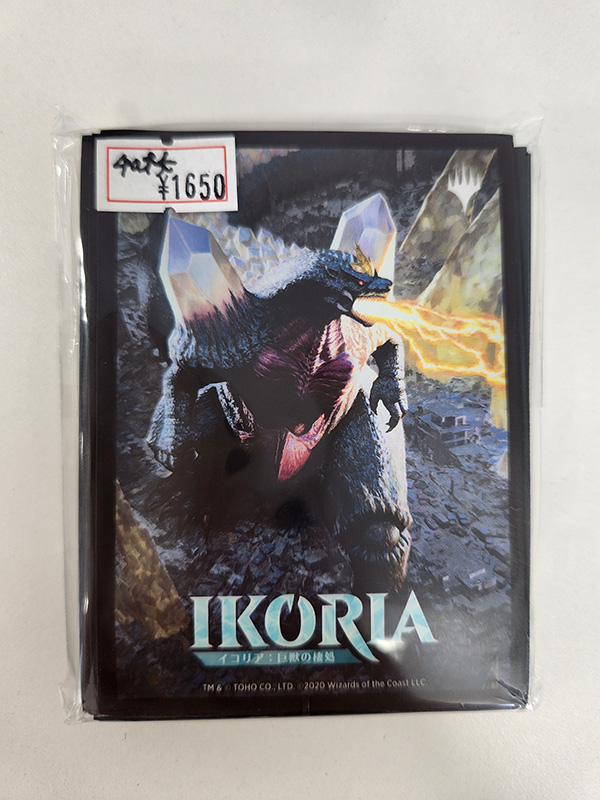 ¥1650
IKORIA
イコリア：巨獣の棲処
TM & © TOHO CO., LTD. ©2020 Wizards of the Coast LLC.